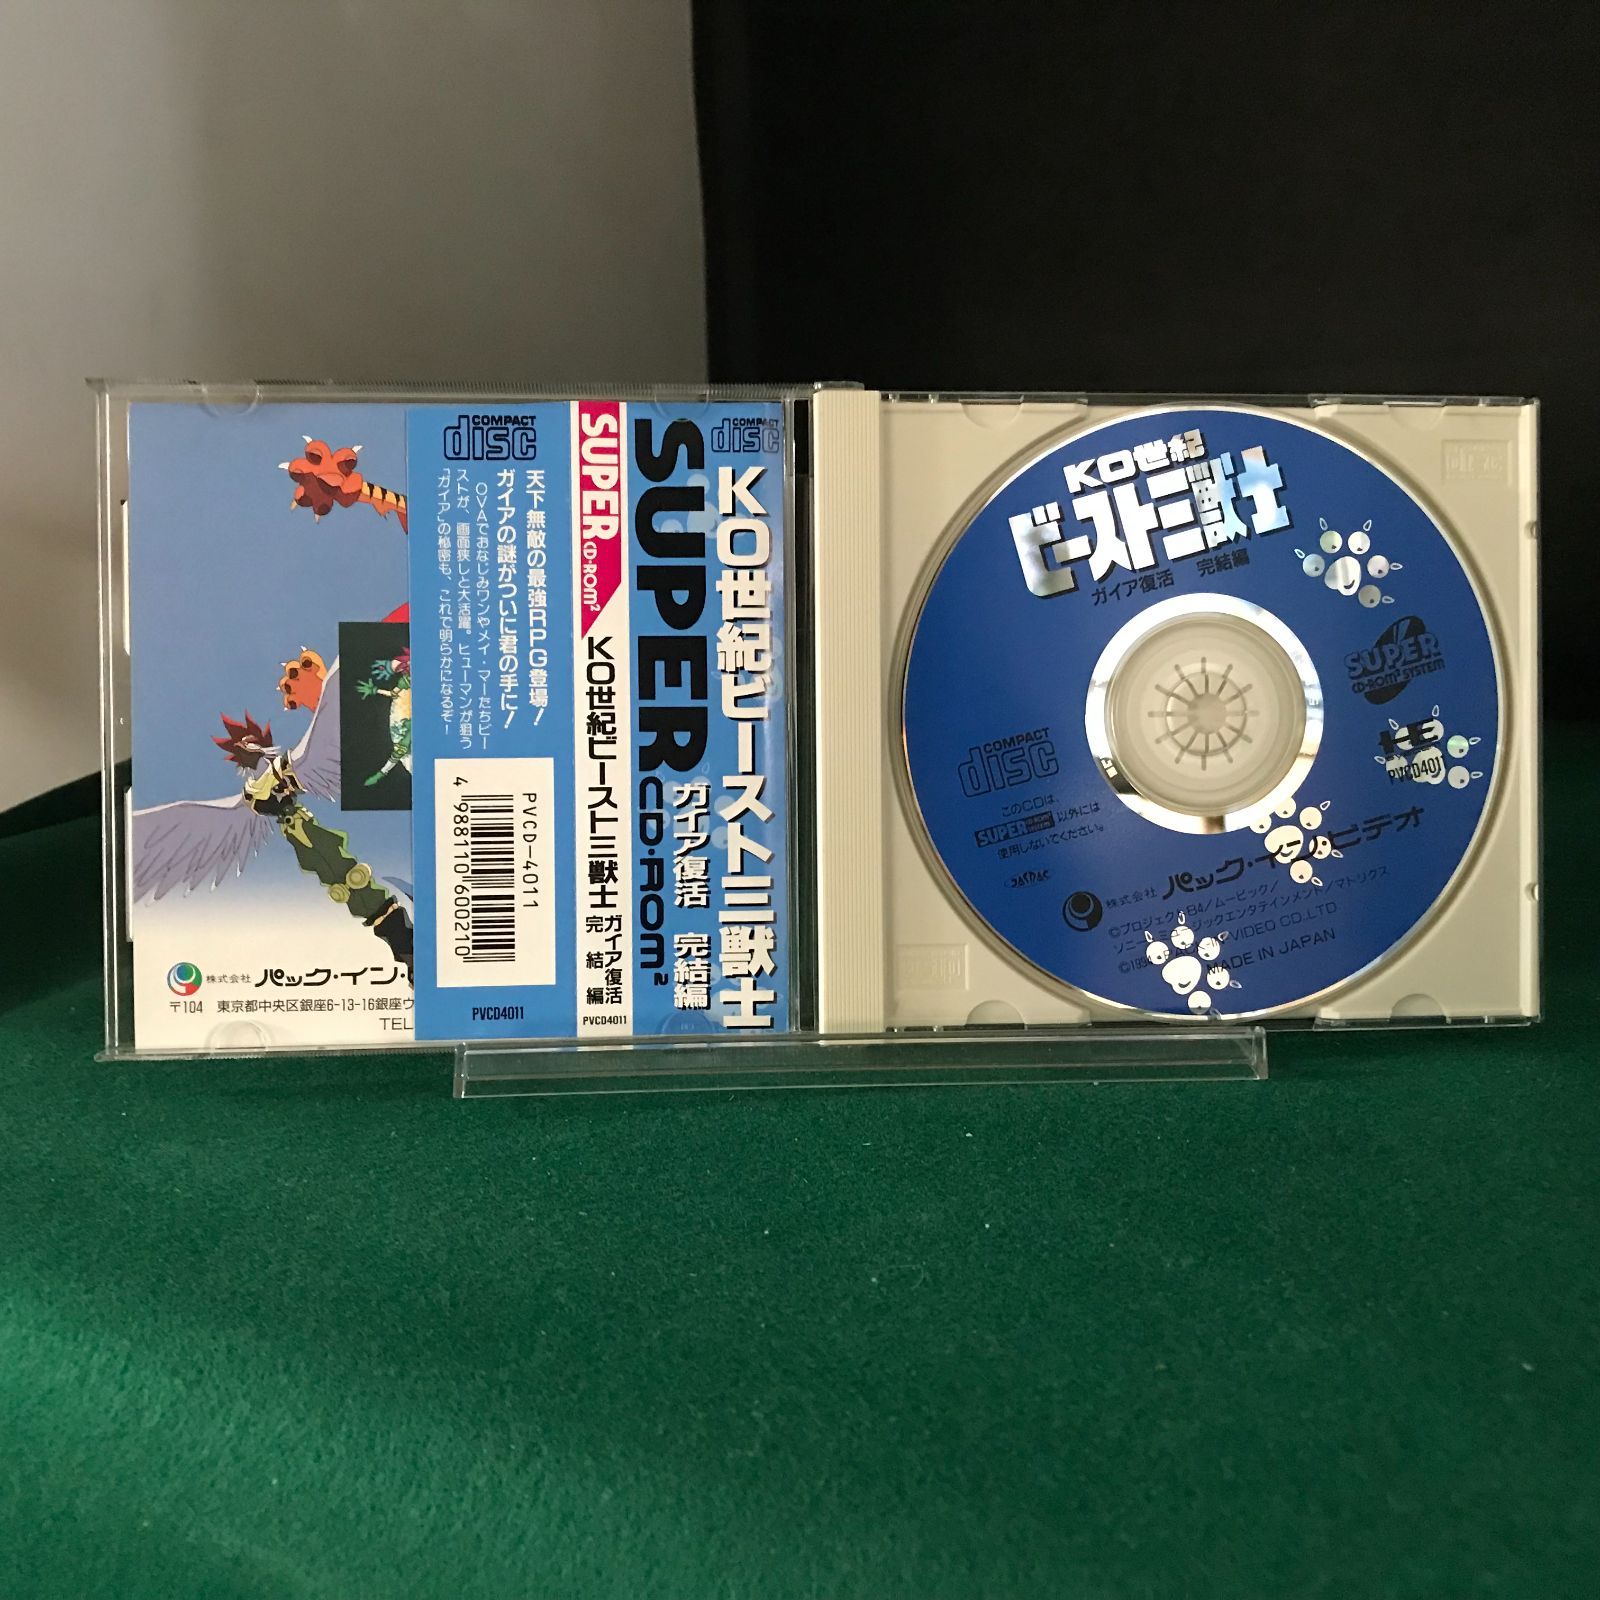 株式会社 パック・イン・
〒104 東京都中央区銀座6-13-16銀座ウ
TEL
COMPACT
disc
天下無敵の最強RPG登場!
ガイアの謎がついに君の手に!
OVAでおなじみワンやメイ・マーたちビー
ストが、画面狭しと大活躍。ヒューマンが狙う
「ガイア」の秘密も、これで明らかになるぞー
PVCD-4011
4 988110 600210
PVCD4011
SUPER CD-ROM²
KO世紀ビースト三獣士 ガイア復活 完結編
PVCD4011
SUPER CD・ROM²
COMPACT
disc
KO世紀ビースト三獣士
ガイア復活 完結編
KO世紀
ビースト三獣士
ガイア復活 完結編
SUPER
CD-ROM² SYSTEM
HE
PVCD4011
COMPACT
disc
このCDは、
SUPER 以外には
使用しないでください。
株式会社 パック・イン・ビデオ
MADE IN JAPAN